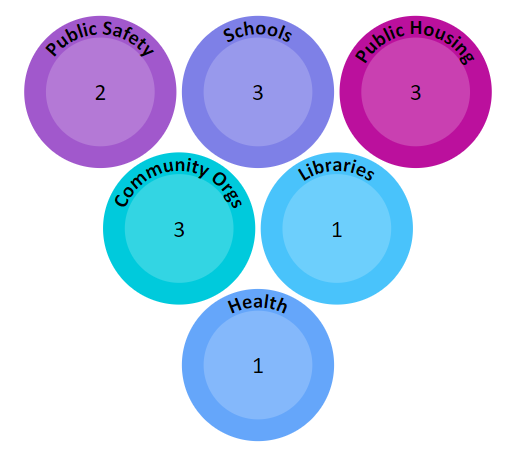 Public Safety
2
Schools
3
Public Housing
3
Community Orgs
3
Libraries
1
Health
1